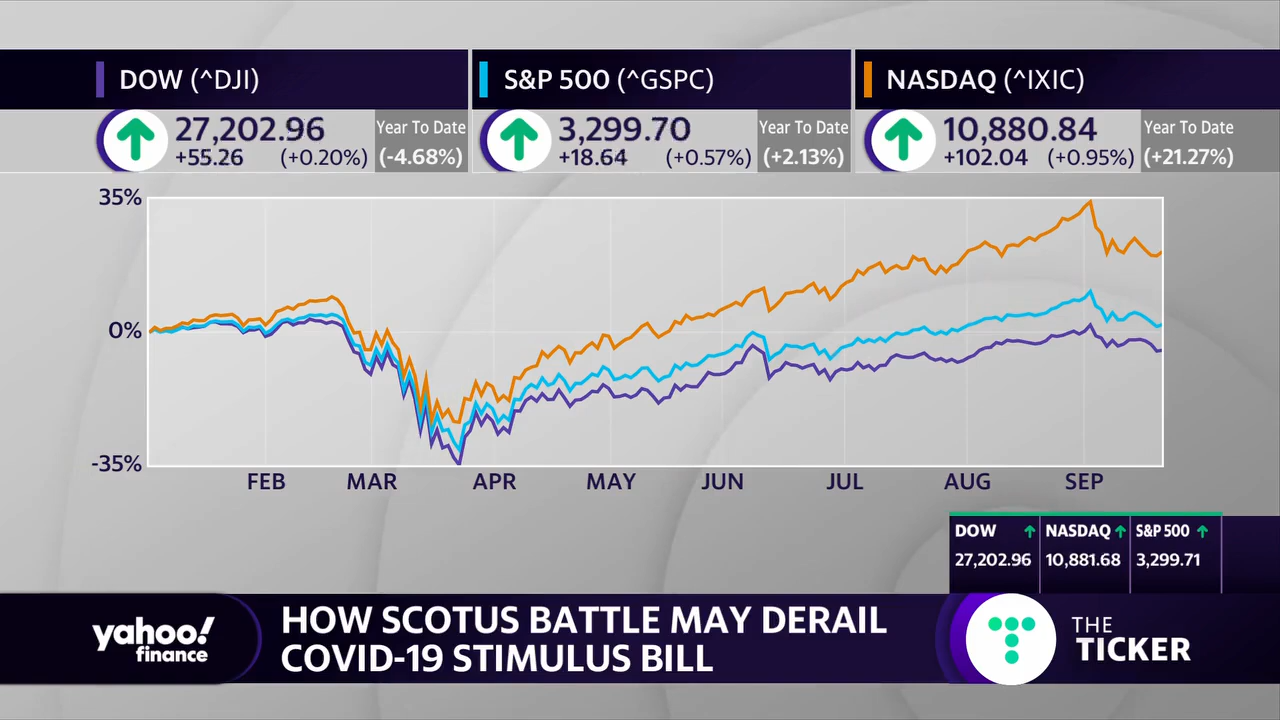 DOW (^DJI)
27,202.96
+55.26 (+0.20%)
Year To Date
(-4.68%)
S&P 500 (^GSPC)
3,299.70
+18.64 (+0.57%)
Year To Date
(+2.13%)
NASDAQ (^IXIC)
10,880.84
+102.04 (+0.95%)
Year To Date
(+21.27%)
35%
0%
-35%
FEB MAR APR MAY JUN JUL AUG SEP
DOW NASDAQ S&P 500
27,202.96 10,881.68 3,299.71
yahoo!
finance
HOW SCOTUS BATTLE MAY DERAIL
COVID-19 STIMULUS BILL
THE
TICKER